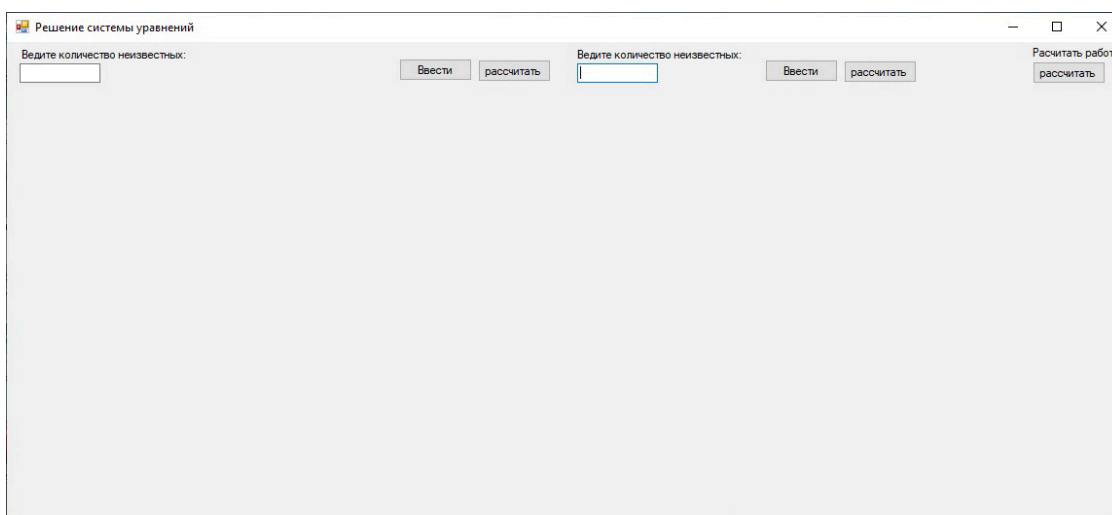 Решение системы уравнений
Ведите количество неизвестных:
Ввести рассчитать
Ведите количество неизвестных:
Ввести рассчитать
Расчитать работ
рассчитать